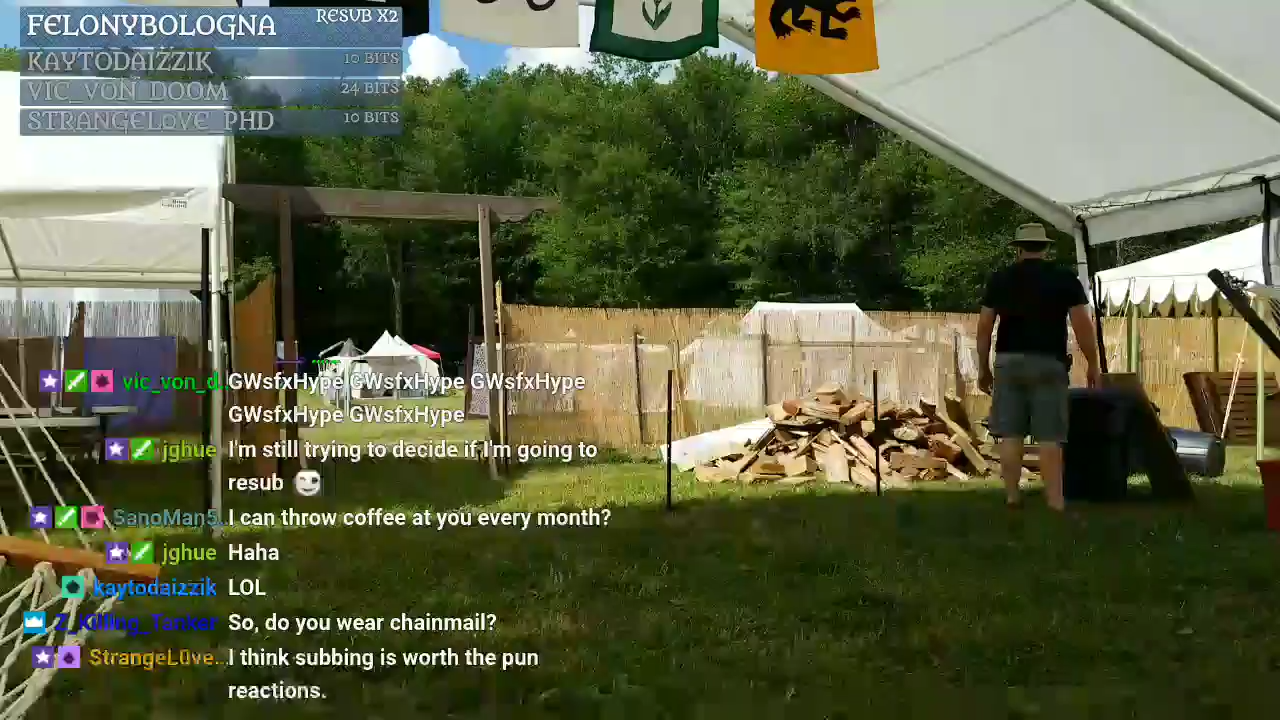 FELONYBOLOGNA RESUB X2
KAYTODAIZZIK 10 BITS
VIC_VON_DOOM 24 BITS
STRANGELOVE_PHD 10 BITS
vic_von_d... GWsfxHype GWsfxHype GWsfxHype
GWsfxHype GWsfxHype
jghue I'm still trying to decide if I'm going to
resub
SanoMan5... I can throw coffee at you every month?
jghue Haha
kaytodaizzik LOL
Z_Killing_Tanker So, do you wear chainmail?
StrangeL0ve... I think subbing is worth the pun
reactions.